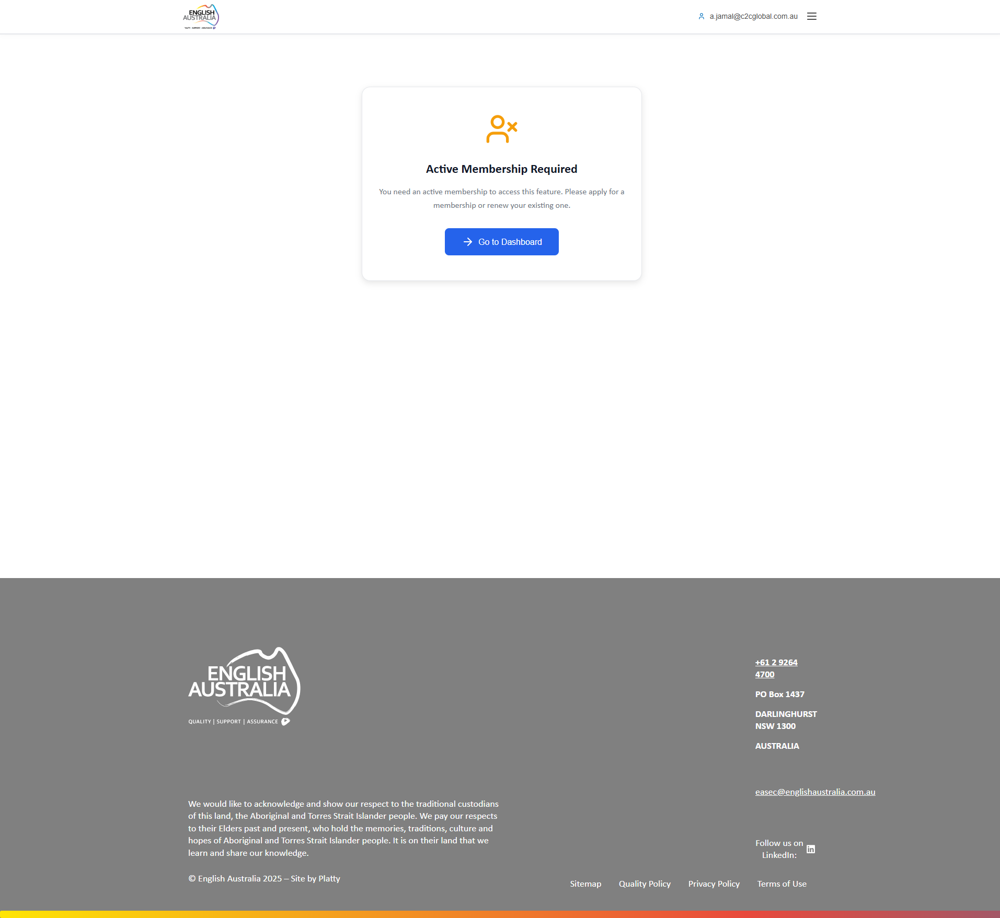 ENGLISH
AUSTRALIA
QUALITY | SUPPORT | ASSURANCE
a.jamal@c2cglobal.com.au
Active Membership Required
You need an active membership to access this feature. Please apply for a
membership or renew your existing one.
Go to Dashboard
ENGLISH
AUSTRALIA
QUALITY | SUPPORT | ASSURANCE
+61 2 9264
4700
PO Box 1437
DARLINGHURST
NSW 1300
AUSTRALIA
easec@englishaustralia.com.au
We would like to acknowledge and show our respect to the traditional custodians
of this land, the Aboriginal and Torres Strait Islander people. We pay our respects
to their Elders past and present, who hold the memories, traditions, culture and
hopes of Aboriginal and Torres Strait Islander people. It is on their land that we
learn and share our knowledge.
Follow us on
LinkedIn:
© English Australia 2025 – Site by Platty
Sitemap Quality Policy Privacy Policy Terms of Use